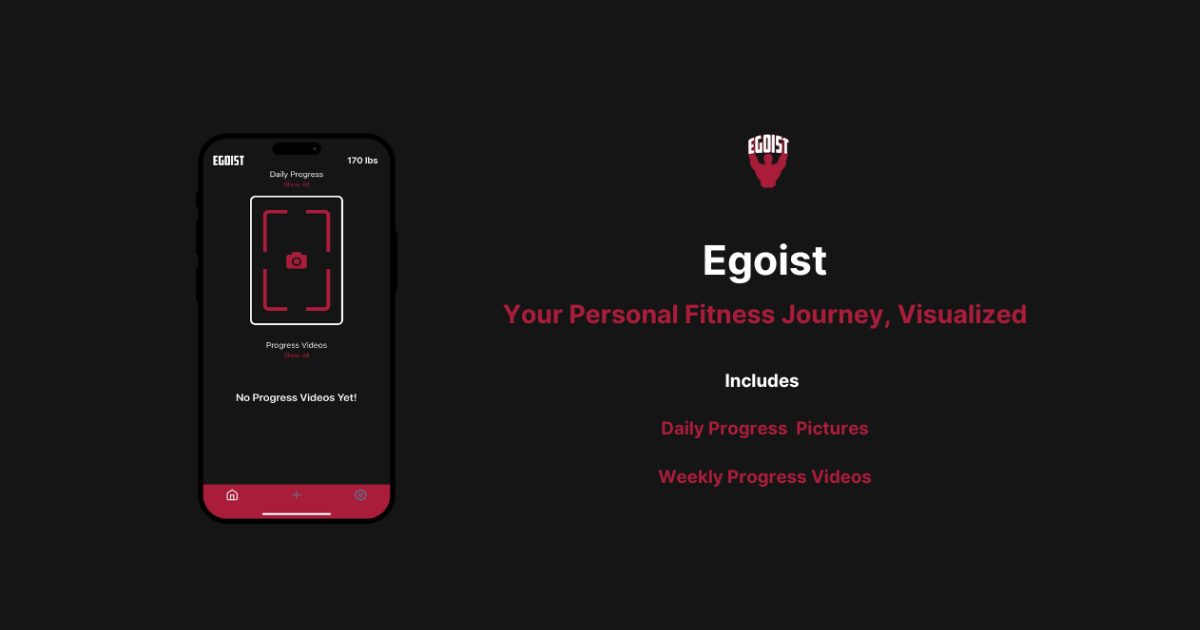 EGOIST
170 lbs
Daily Progress
Show All
Progress Videos
Show All
No Progress Videos Yet!
EGOIST
Egoist
Your Personal Fitness Journey, Visualized
Includes
Daily Progress  Pictures
Weekly Progress Videos